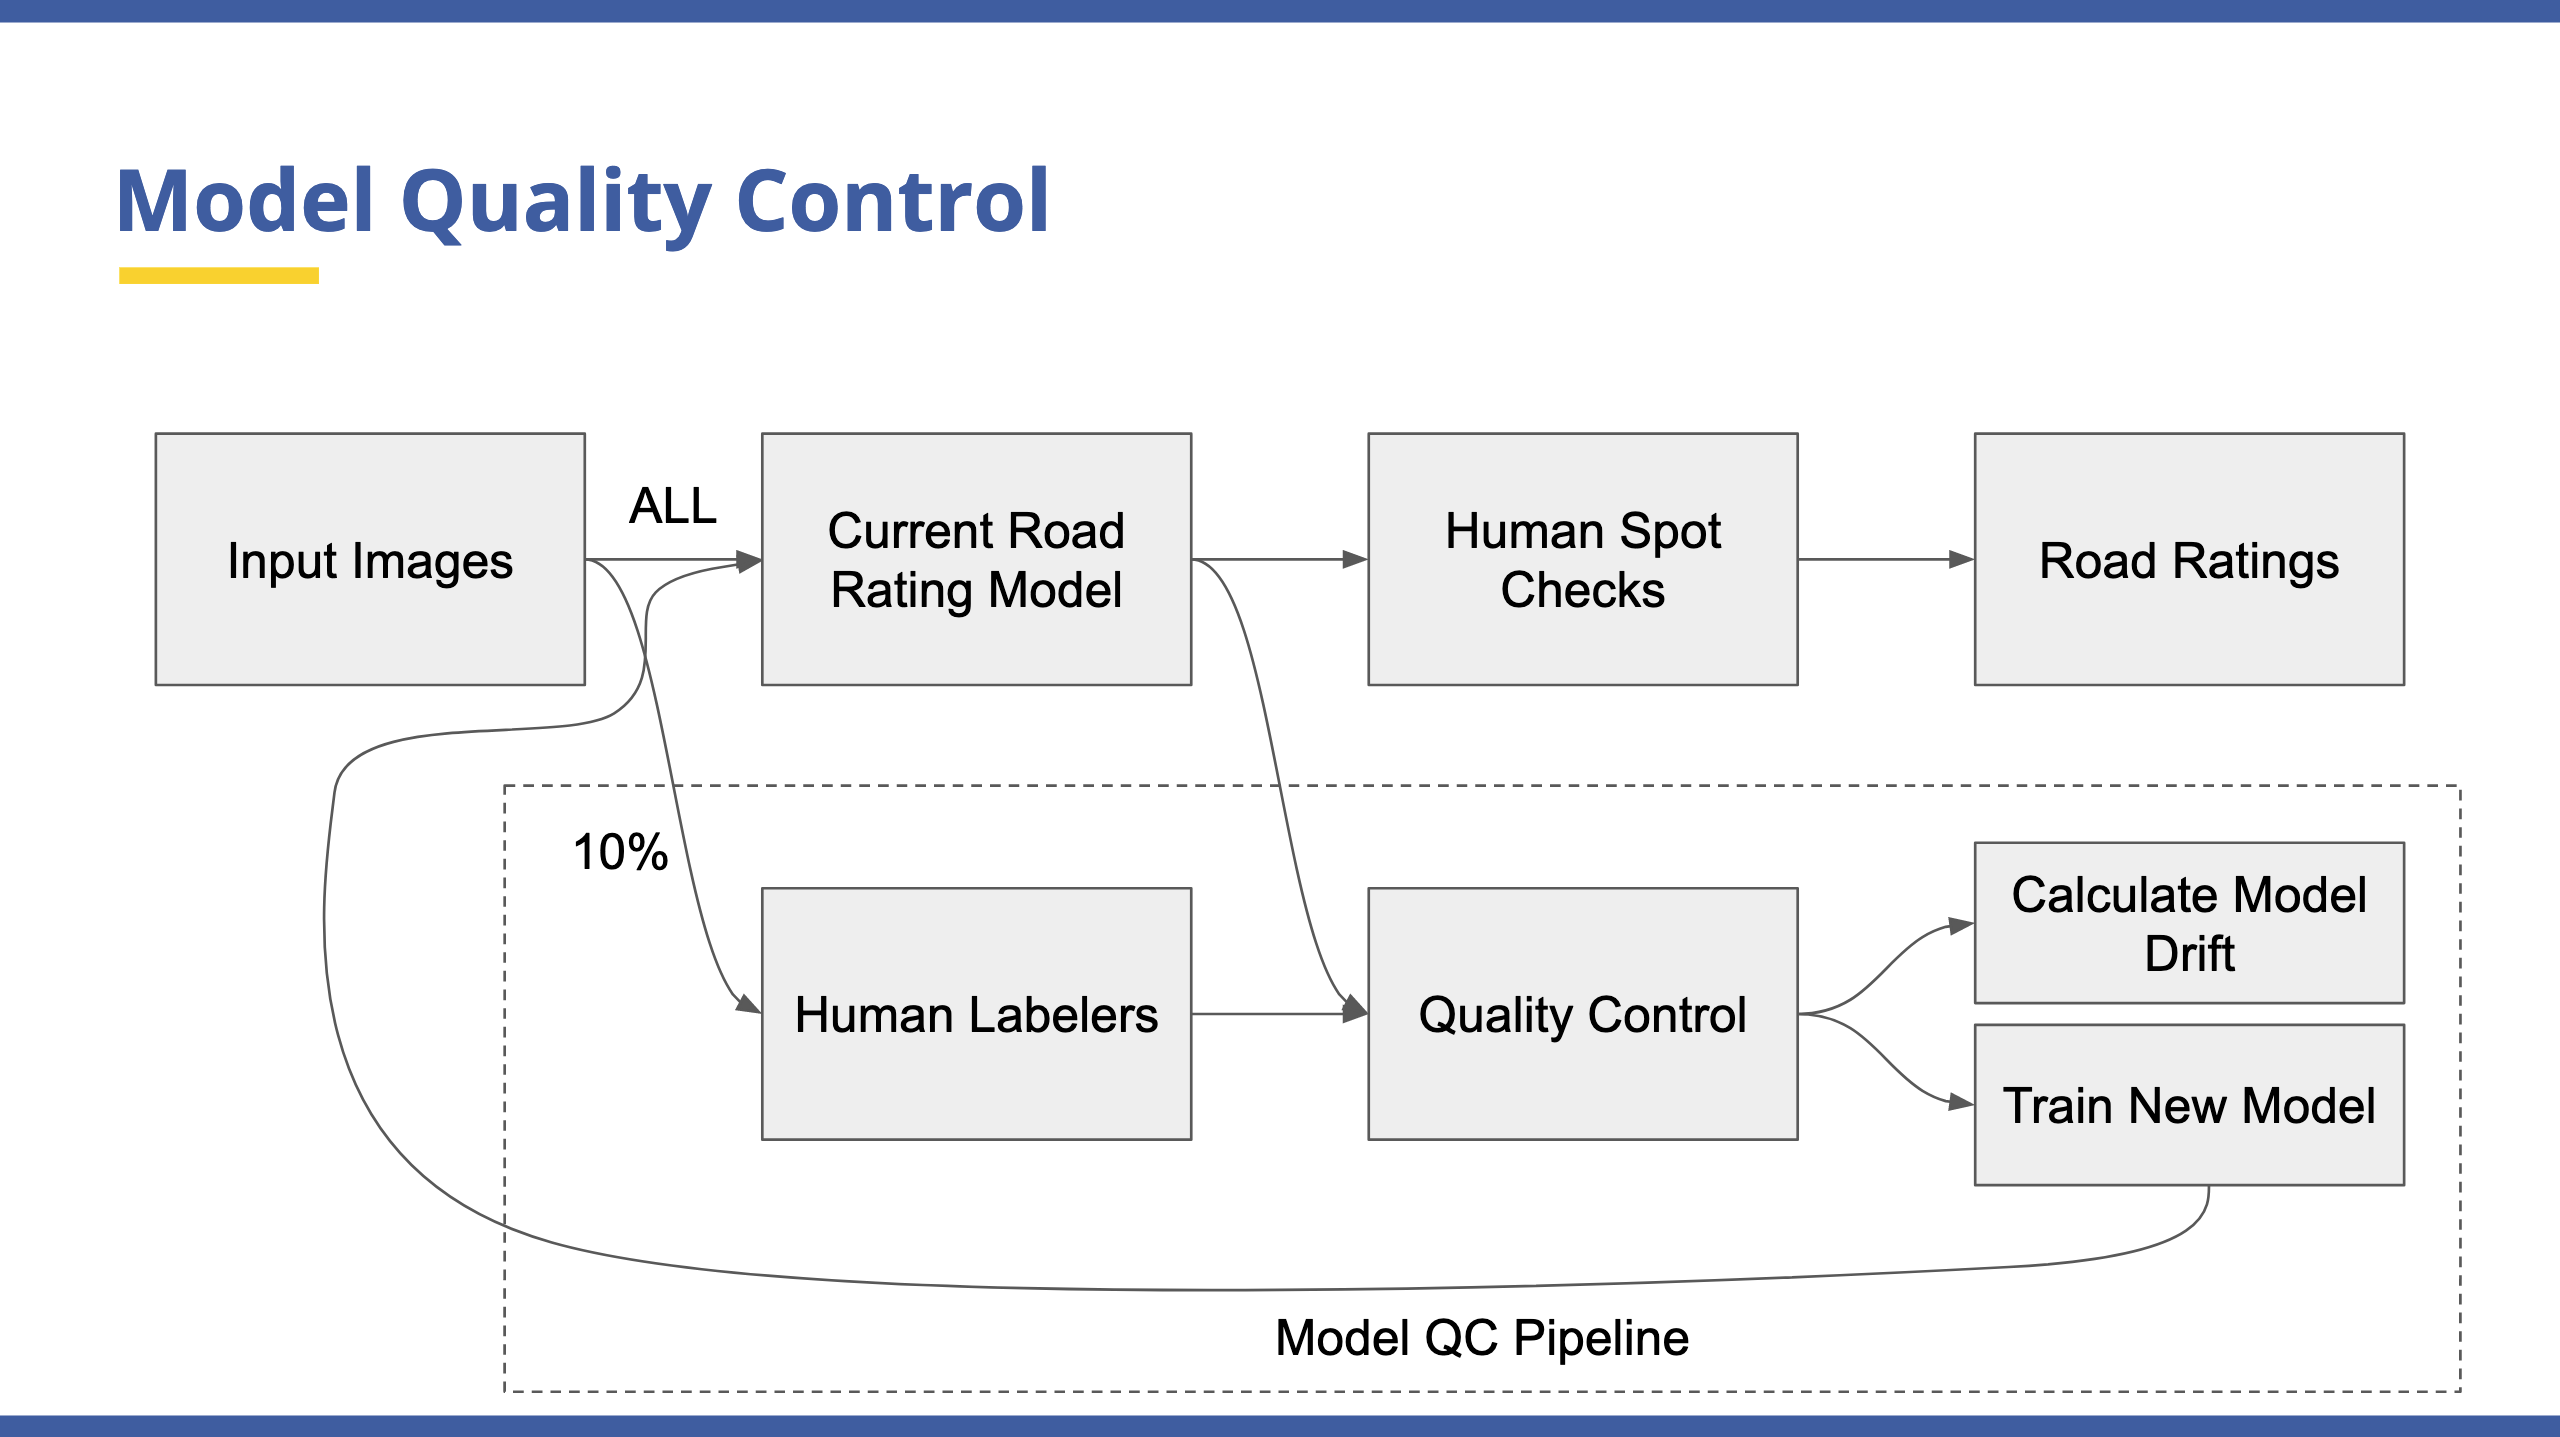 Model Quality Control
Input Images
ALL
Current Road
Rating Model
Human Spot
Checks
Road Ratings
10%
Human Labelers
Quality Control
Calculate Model
Drift
Train New Model
Model QC Pipeline